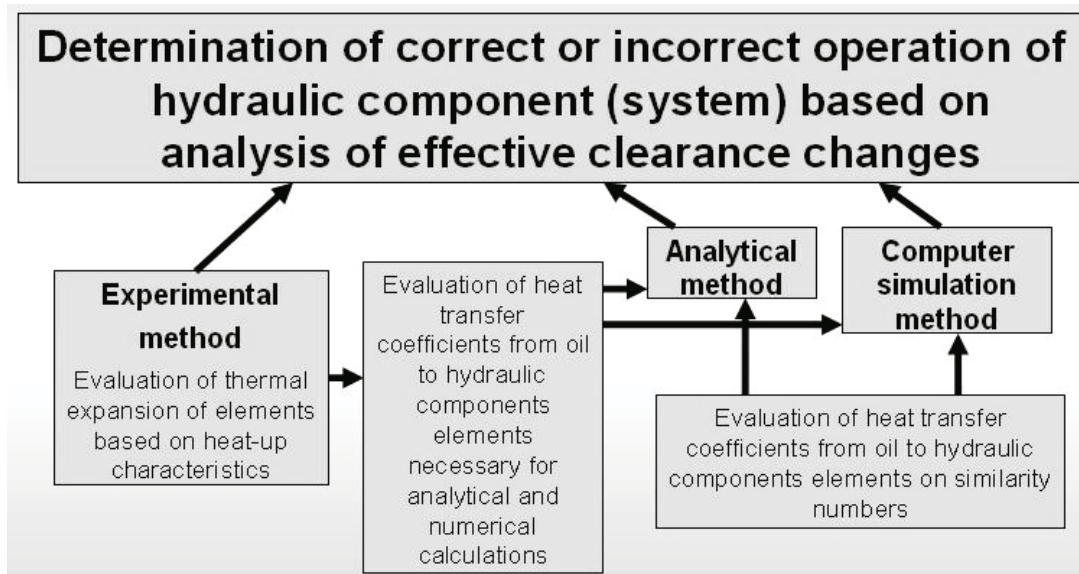 Determination of correct or incorrect operation of
hydraulic component (system) based on
analysis of effective clearance changes
Experimental
method
Evaluation of thermal
expansion of elements
based on heat-up
characteristics
Evaluation of heat
transfer
coefficients from oil
to hydraulic
components
elements
necessary for
analytical and
numerical
calculations
Analytical
method
Computer
simulation
method
Evaluation of heat transfer
coefficients from oil to hydraulic
components elements on similarity
numbers